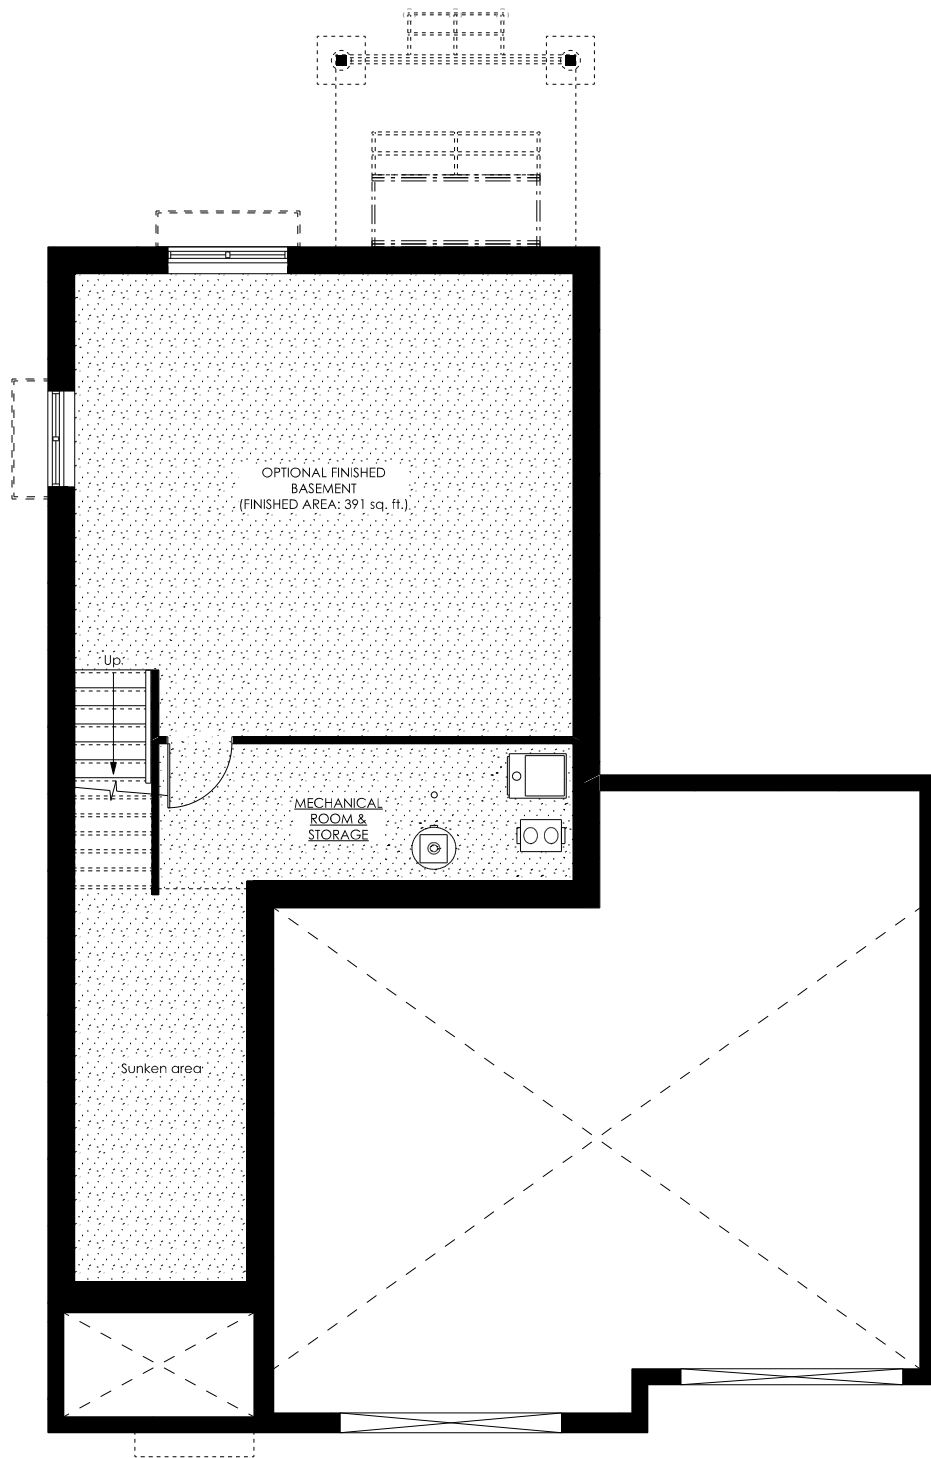 OPTIONAL FINISHED
BASEMENT
(FINISHED AREA: 391 sq. ft.)
Up
MECHANICAL
ROOM &
STORAGE
Sunken area